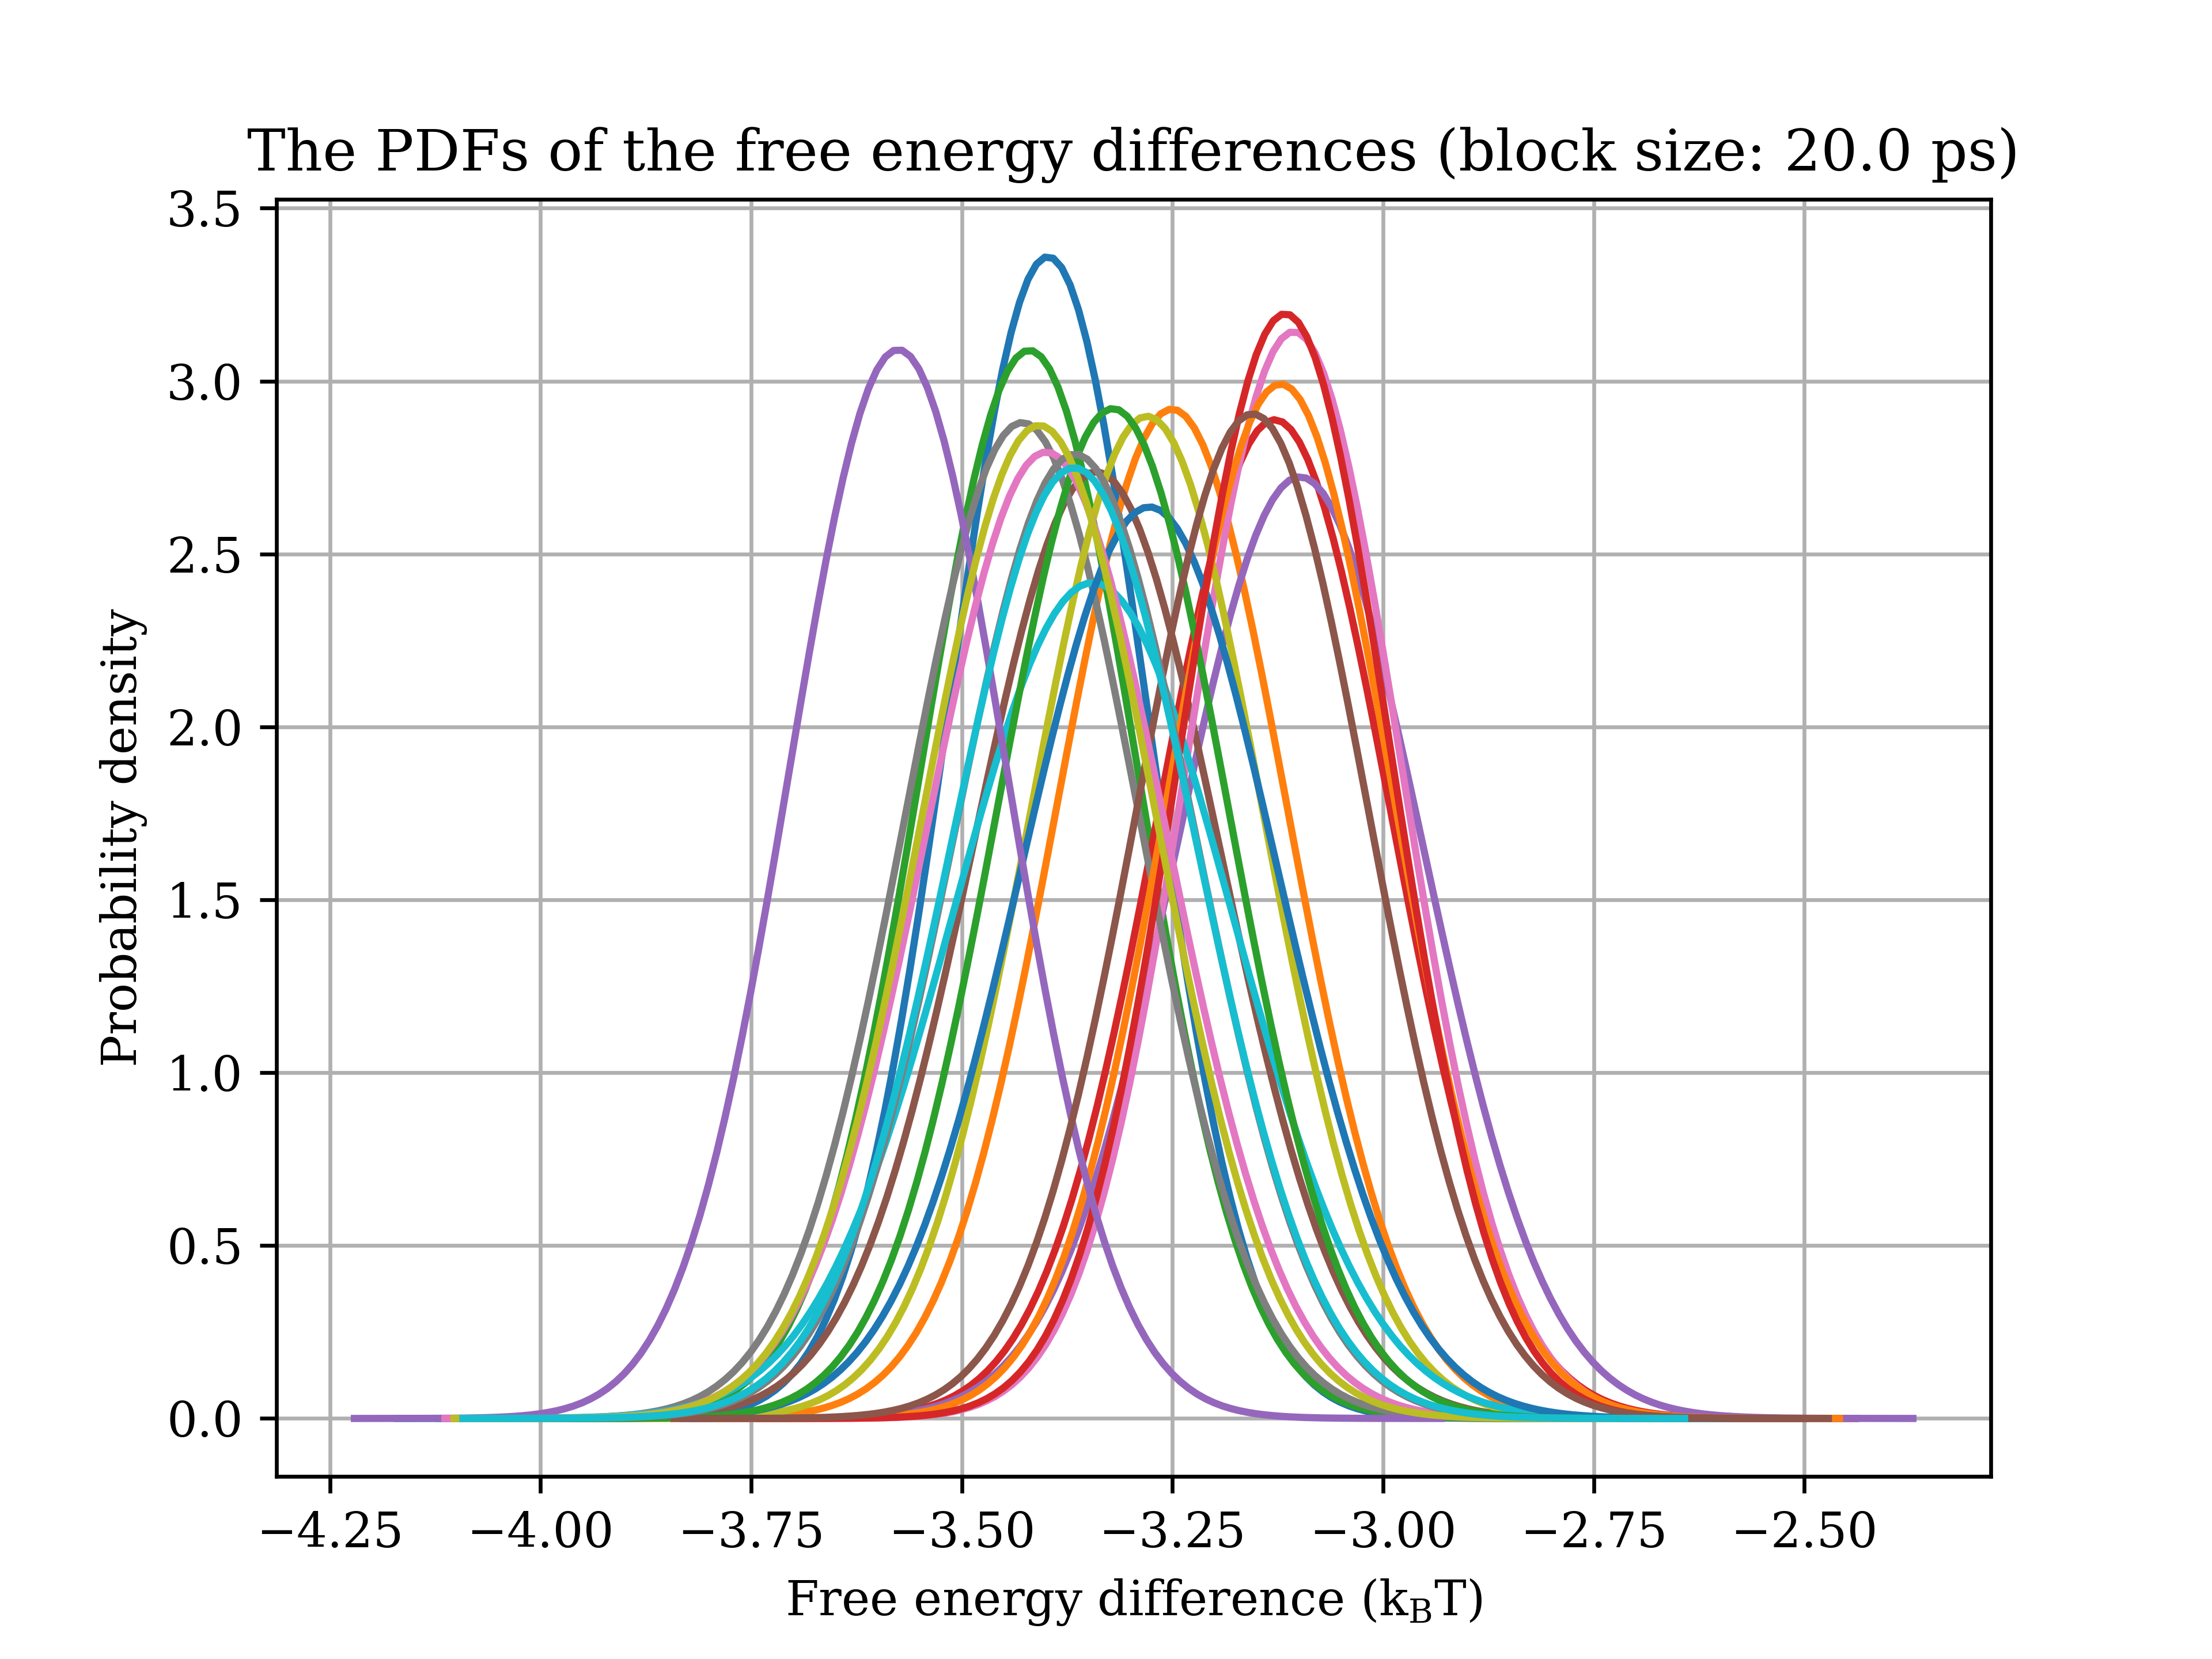 The PDFs of the free energy differences (block size: 20.0 ps)
3.5
3.0
2.5
2.0
1.5
1.0
0.5
0.0
Probability density
−4.25 −4.00 −3.75 −3.50 −3.25 −3.00 −2.75 −2.50
Free energy difference (k_BT)